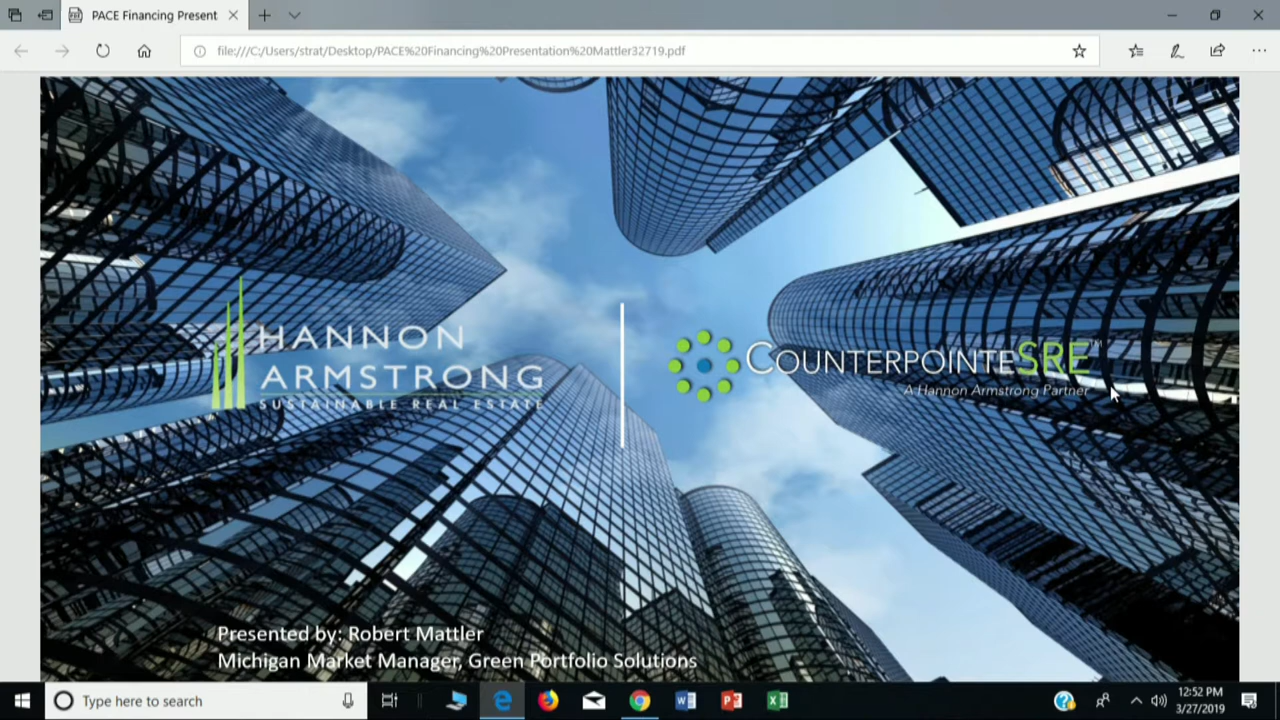 PACE Financing Present
file:///C:/Users/strat/Desktop/PACE%20Financing%20Presentation%20Mattler32719.pdf
HANNON
ARMSTRONG
SUSTAINABLE REAL ESTATE
COUNTERPOINTESRE™
A Hannon Armstrong Partner
Presented by: Robert Mattler
Michigan Market Manager, Green Portfolio Solutions
Type here to search
12:52 PM
3/27/2019